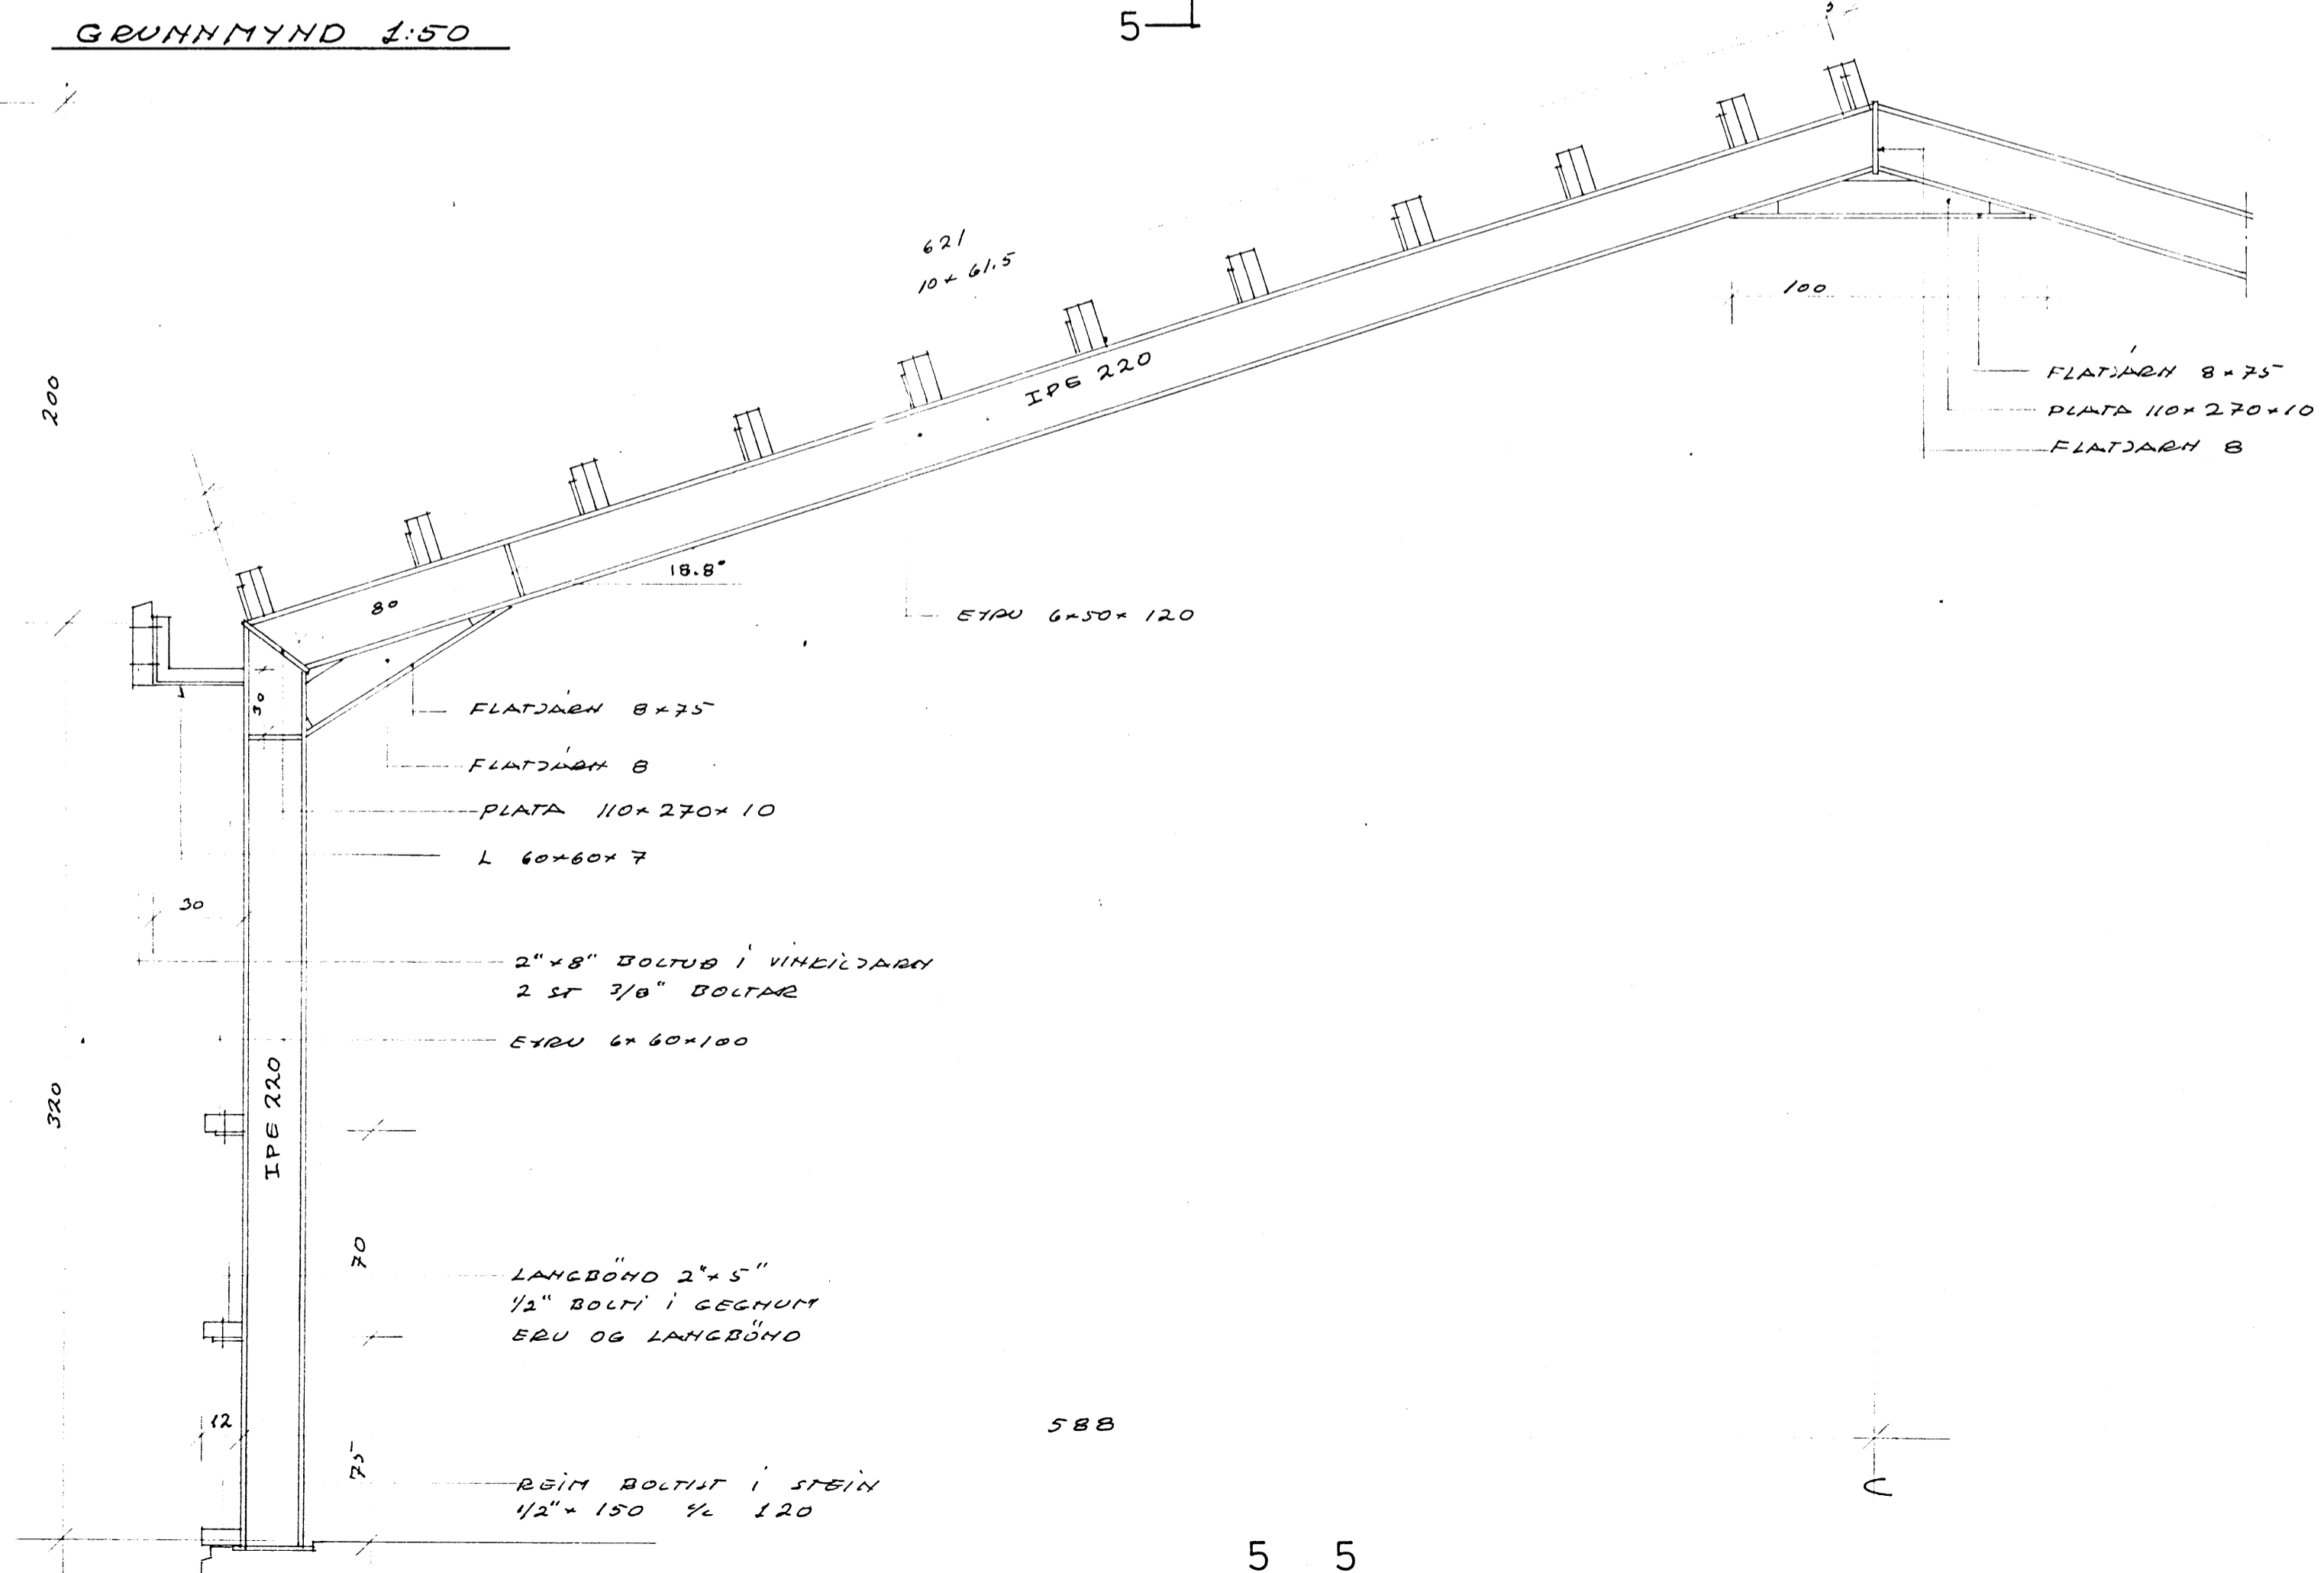 GRUNNMYND 1:50
5
200
621
10 × 61.5
IPE 220
100
FLATJÁRN 8×75
PLATA 110×270×10
FLATJARN 8
18.8°
80
EYRU 6×50×120
30
FLATJÁRN 8×75
FLATJÁRN 8
PLATA 110×270×10
L 60×60×7
30
2"×8" BOLTUÐ Í VINKILJARN
2 ST 3/8" BOLTAR
EYRU 6×60×100
320
IPE 220
70
LANGBÖND 2"×5"
1/2" BOLTI Í GEGNUM
ERU OG LANGBÖND
12
588
75
REIM BOLTIST Í STEIN
1/2"× 150 c/c 120
C
5 5